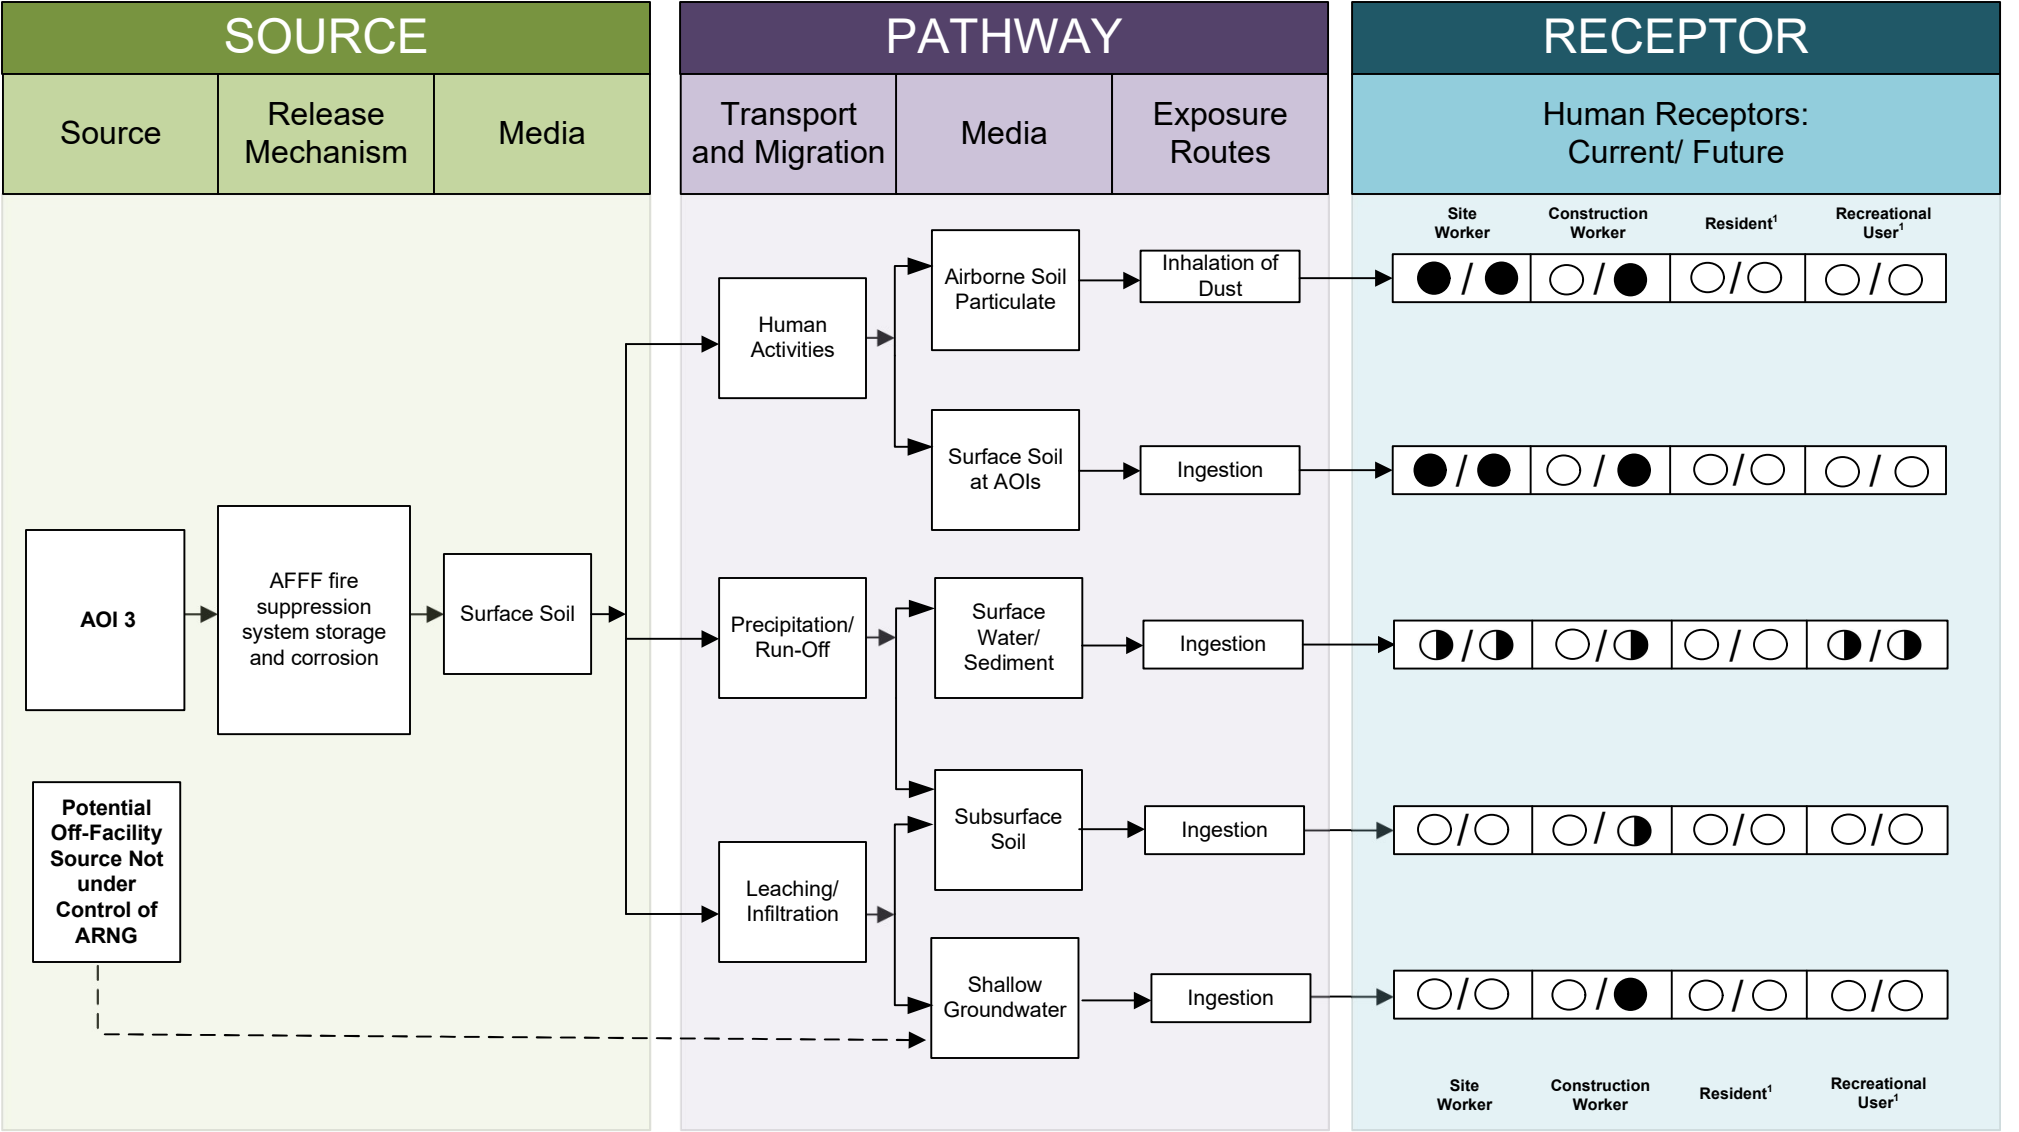 SOURCE
PATHWAY
RECEPTOR
Source
Release
Mechanism
Media
Transport
and Migration
Media
Exposure
Routes
Human Receptors:
Current/ Future
Site
Worker
Construction
Worker
Resident¹
Recreational
User¹
Airborne Soil
Particulate
Inhalation of
Dust
/ / / /
Human
Activities
Surface Soil
at AOIs
Ingestion
/ / / /
AOI 3
AFFF fire
suppression
system storage
and corrosion
Surface Soil
Precipitation/
Run-Off
Surface
Water/
Sediment
Ingestion
/ / / /
Potential
Off-Facility
Source Not
under
Control of
ARNG
Subsurface
Soil
Ingestion
/ / / /
Leaching/
Infiltration
Shallow
Groundwater
Ingestion
/ / / /
Site
Worker
Construction
Worker
Resident¹
Recreational
User¹